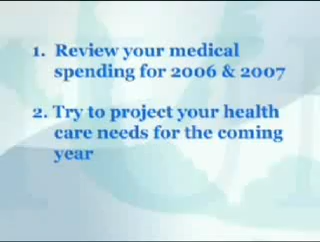 1. Review your medical
spending for 2006 & 2007
2. Try to project your health
care needs for the coming
year